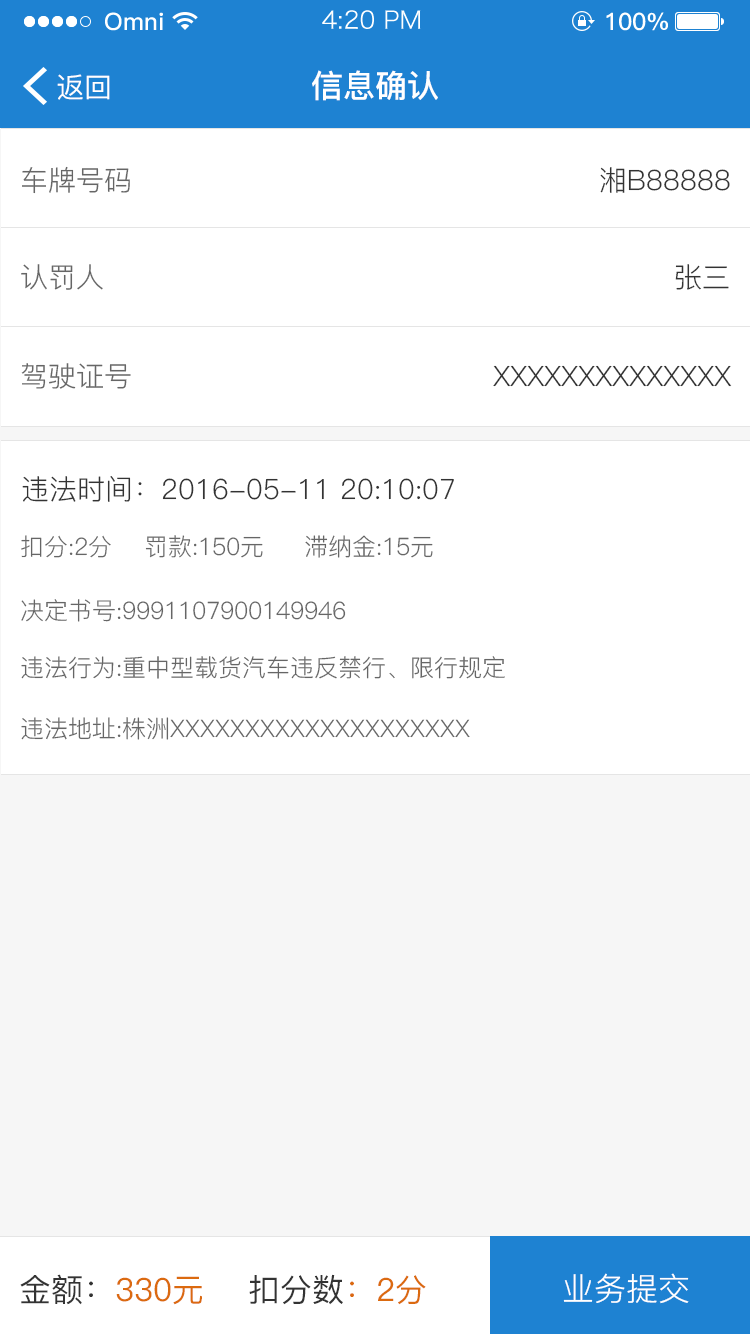 Omni 4:20 PM 100%
返回 信息确认
车牌号码 湘B88888
认罚人 张三
驾驶证号 XXXXXXXXXXXXXX
违法时间：2016-05-11 20:10:07
扣分:2分 罚款:150元 滞纳金:15元
决定书号:9991107900149946
违法行为:重中型载货汽车违反禁行、限行规定
违法地址:株洲XXXXXXXXXXXXXXXXXXXX
金额：330元 扣分数：2分 业务提交